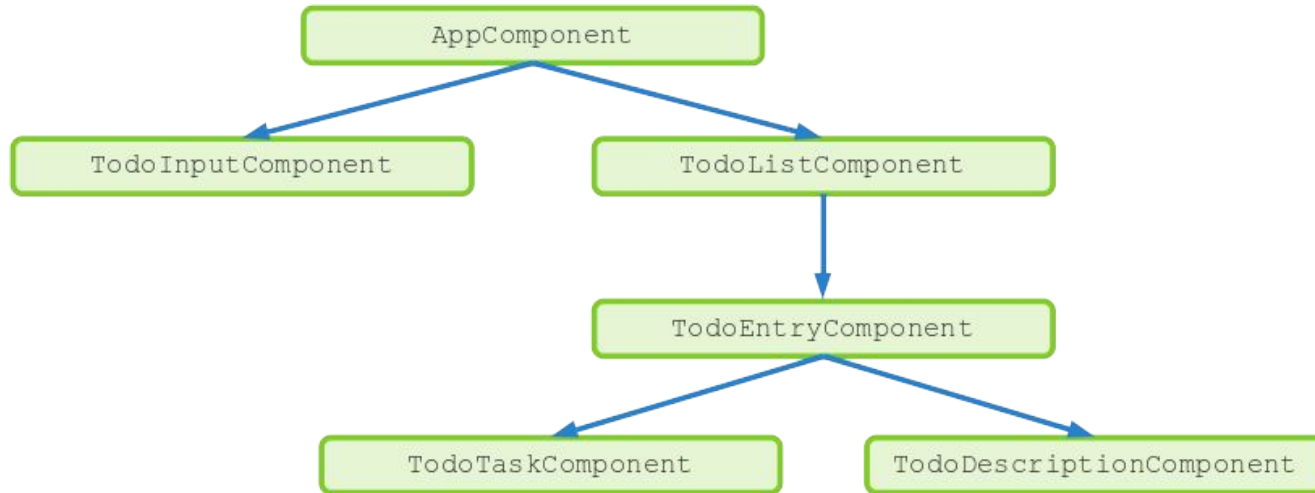 AppComponent
TodoInputComponent
TodoListComponent
TodoEntryComponent
TodoTaskComponent
TodoDescriptionComponent